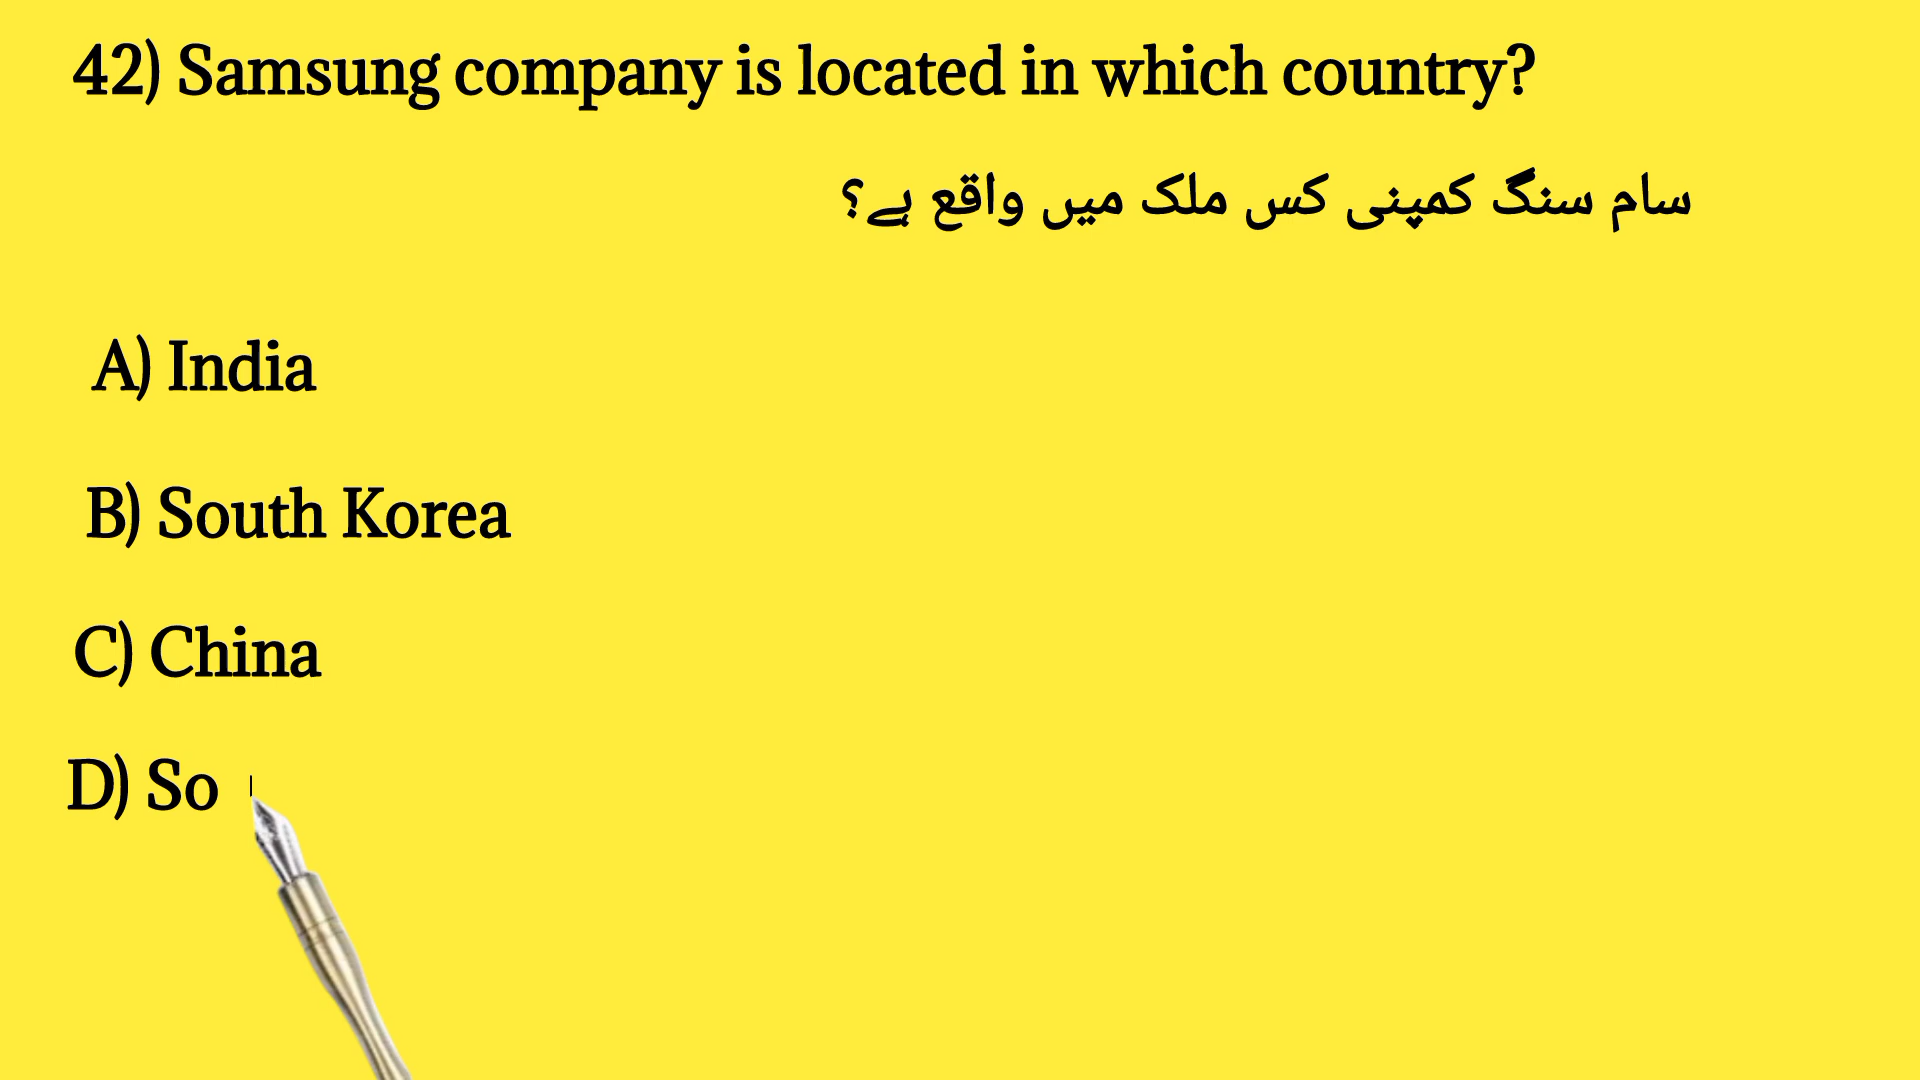 42) Samsung company is located in which country?
سام سنگ کمپنی کس ملک میں واقع ہے؟
A) India
B) South Korea
C) China
D) So